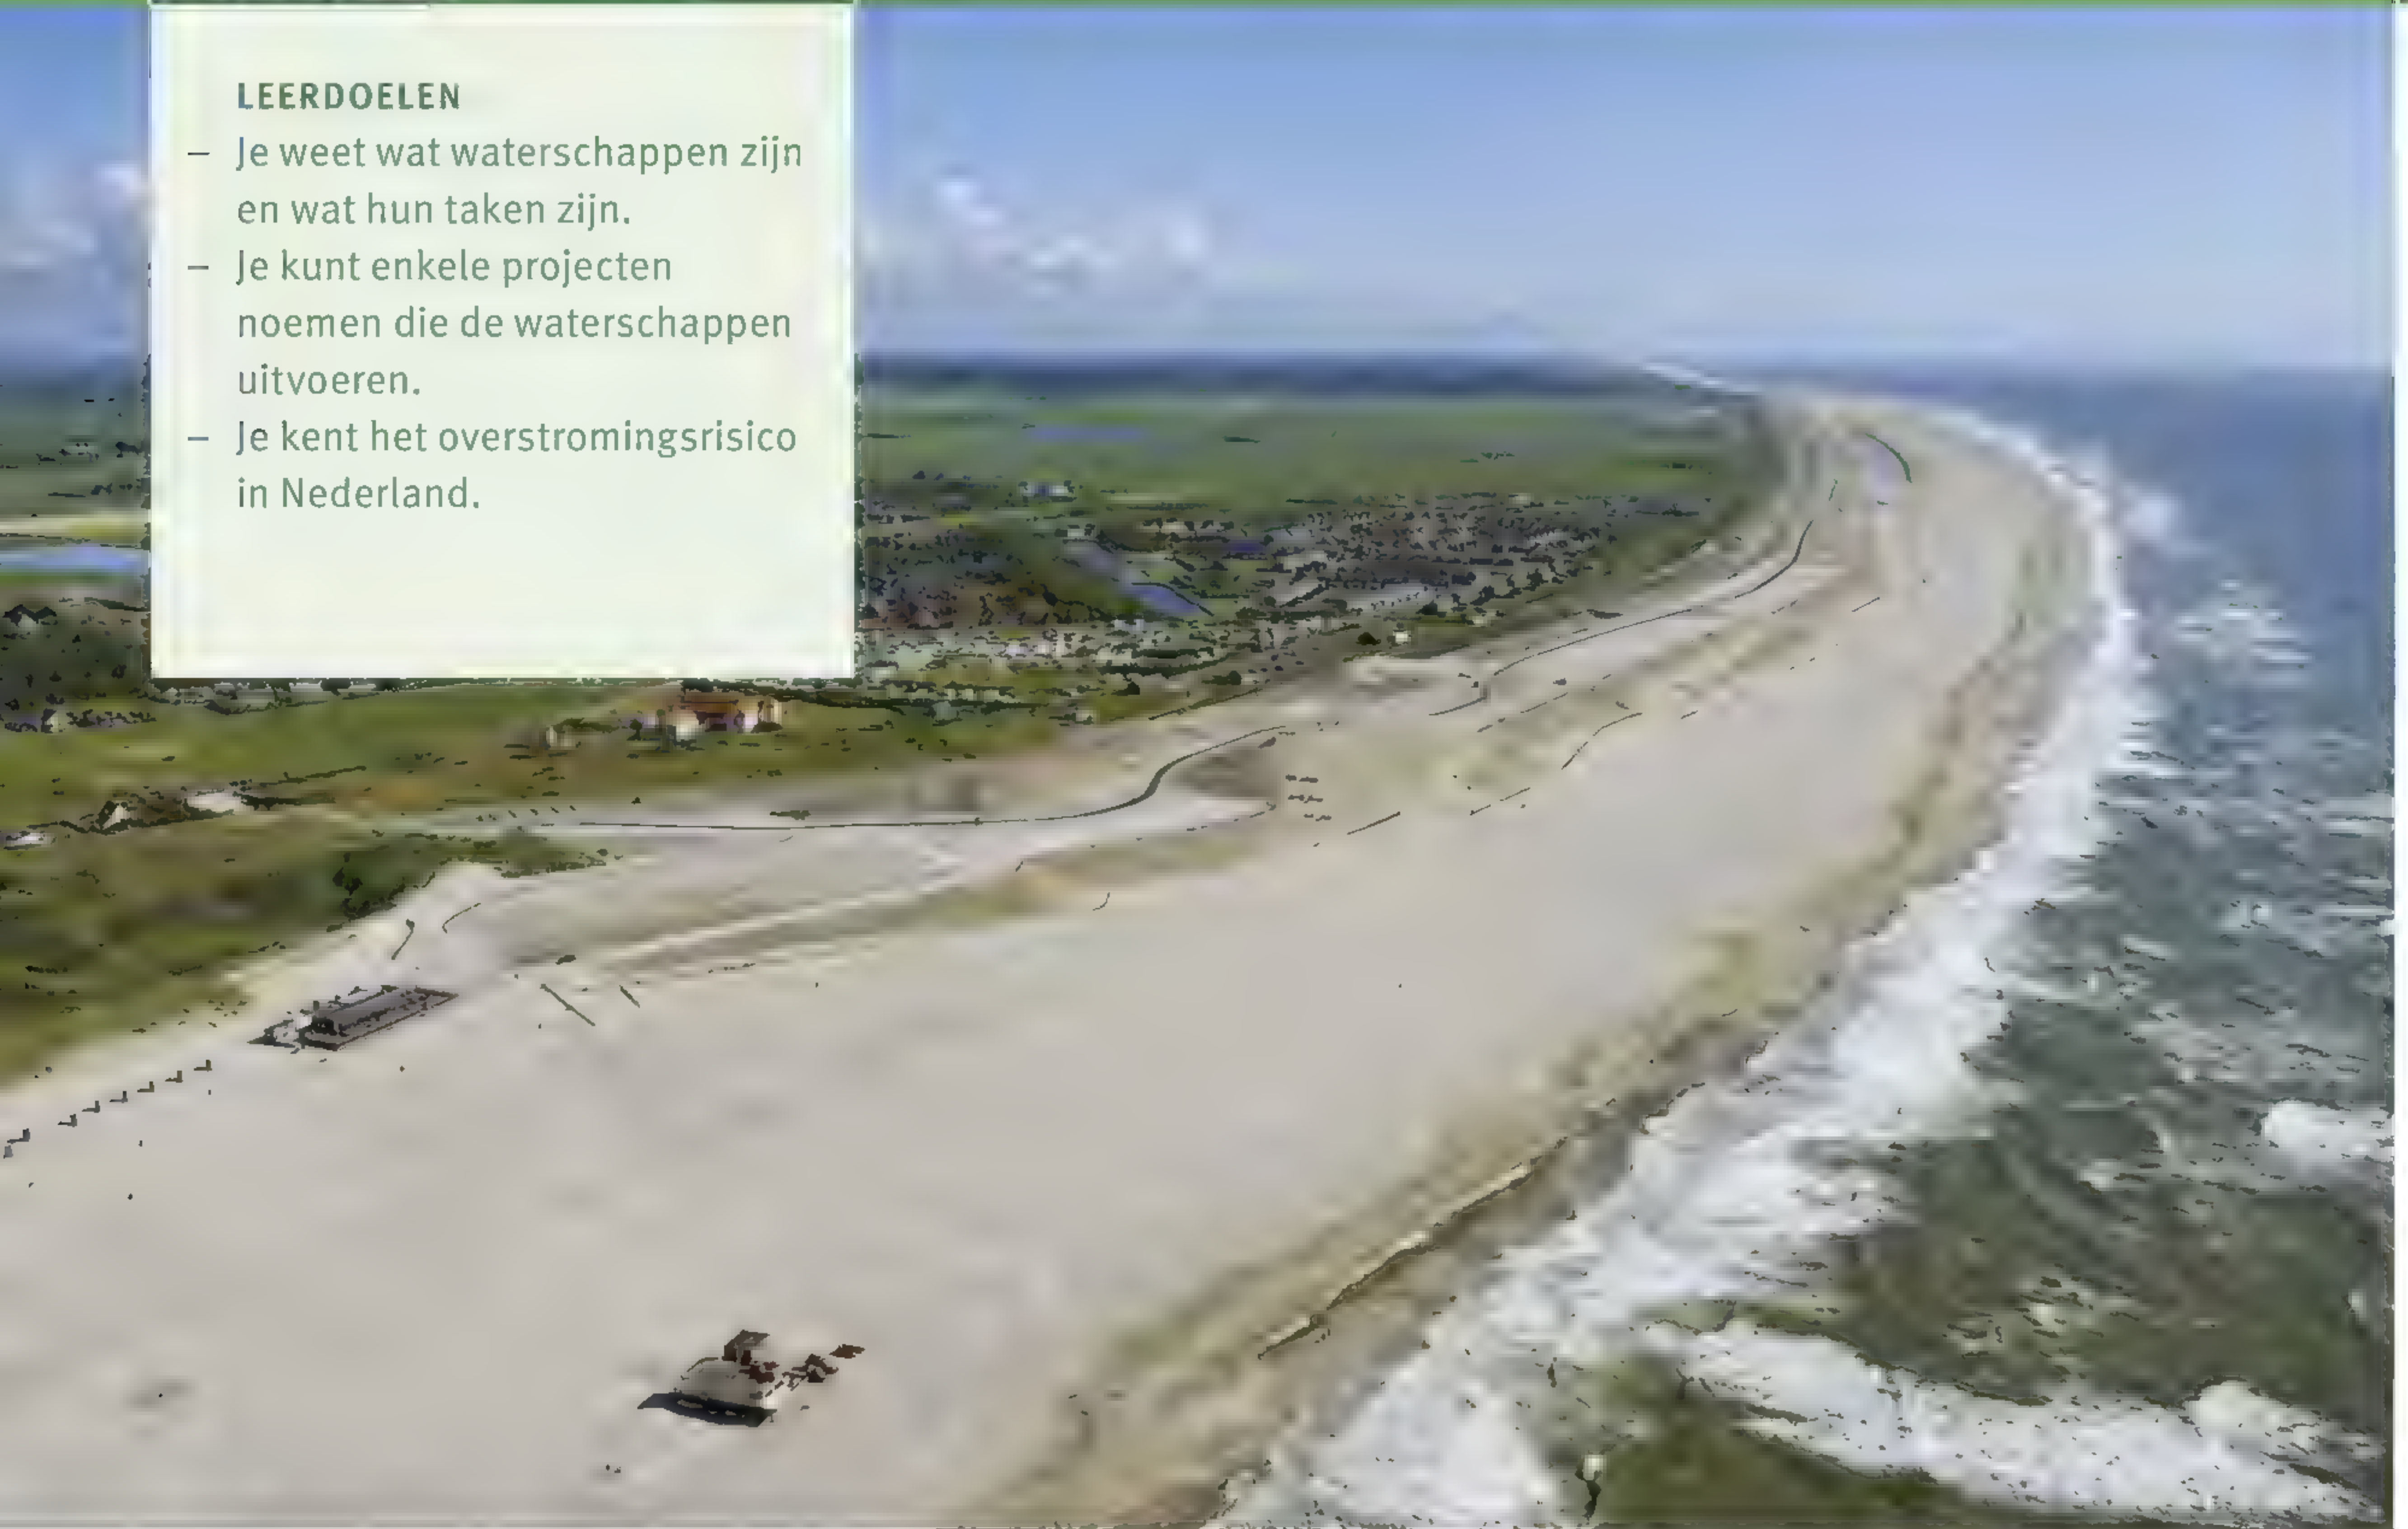 LEERDOELEN
– Je weet wat waterschappen zijn
en wat hun taken zijn.
– Je kunt enkele projecten
noemen die de waterschappen
uitvoeren.
– Je kent het overstromingsrisico
in Nederland.